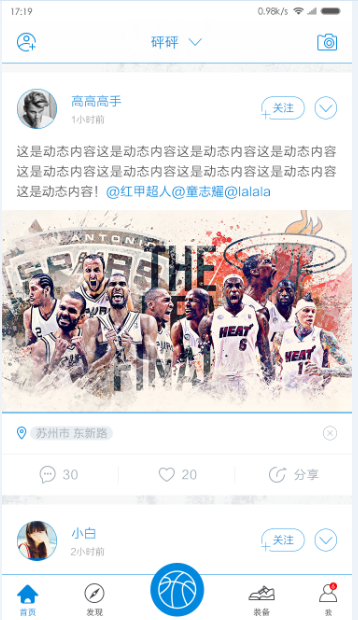 17:19
0.98k/s
砰砰
高高高手
1小时前
关注
这是动态内容这是动态内容这是动态内容这是动态内容
这是动态内容这是动态内容这是动态内容这是动态内容
这是动态内容！@红甲超人@童志耀@lalala
SAN ANTONIO
SPURS
THE
FINAL
HEAT
6
HEAT
1
2
苏州市 东新路
30
20
分享
小白
2小时前
关注
首页
发现
装备
我